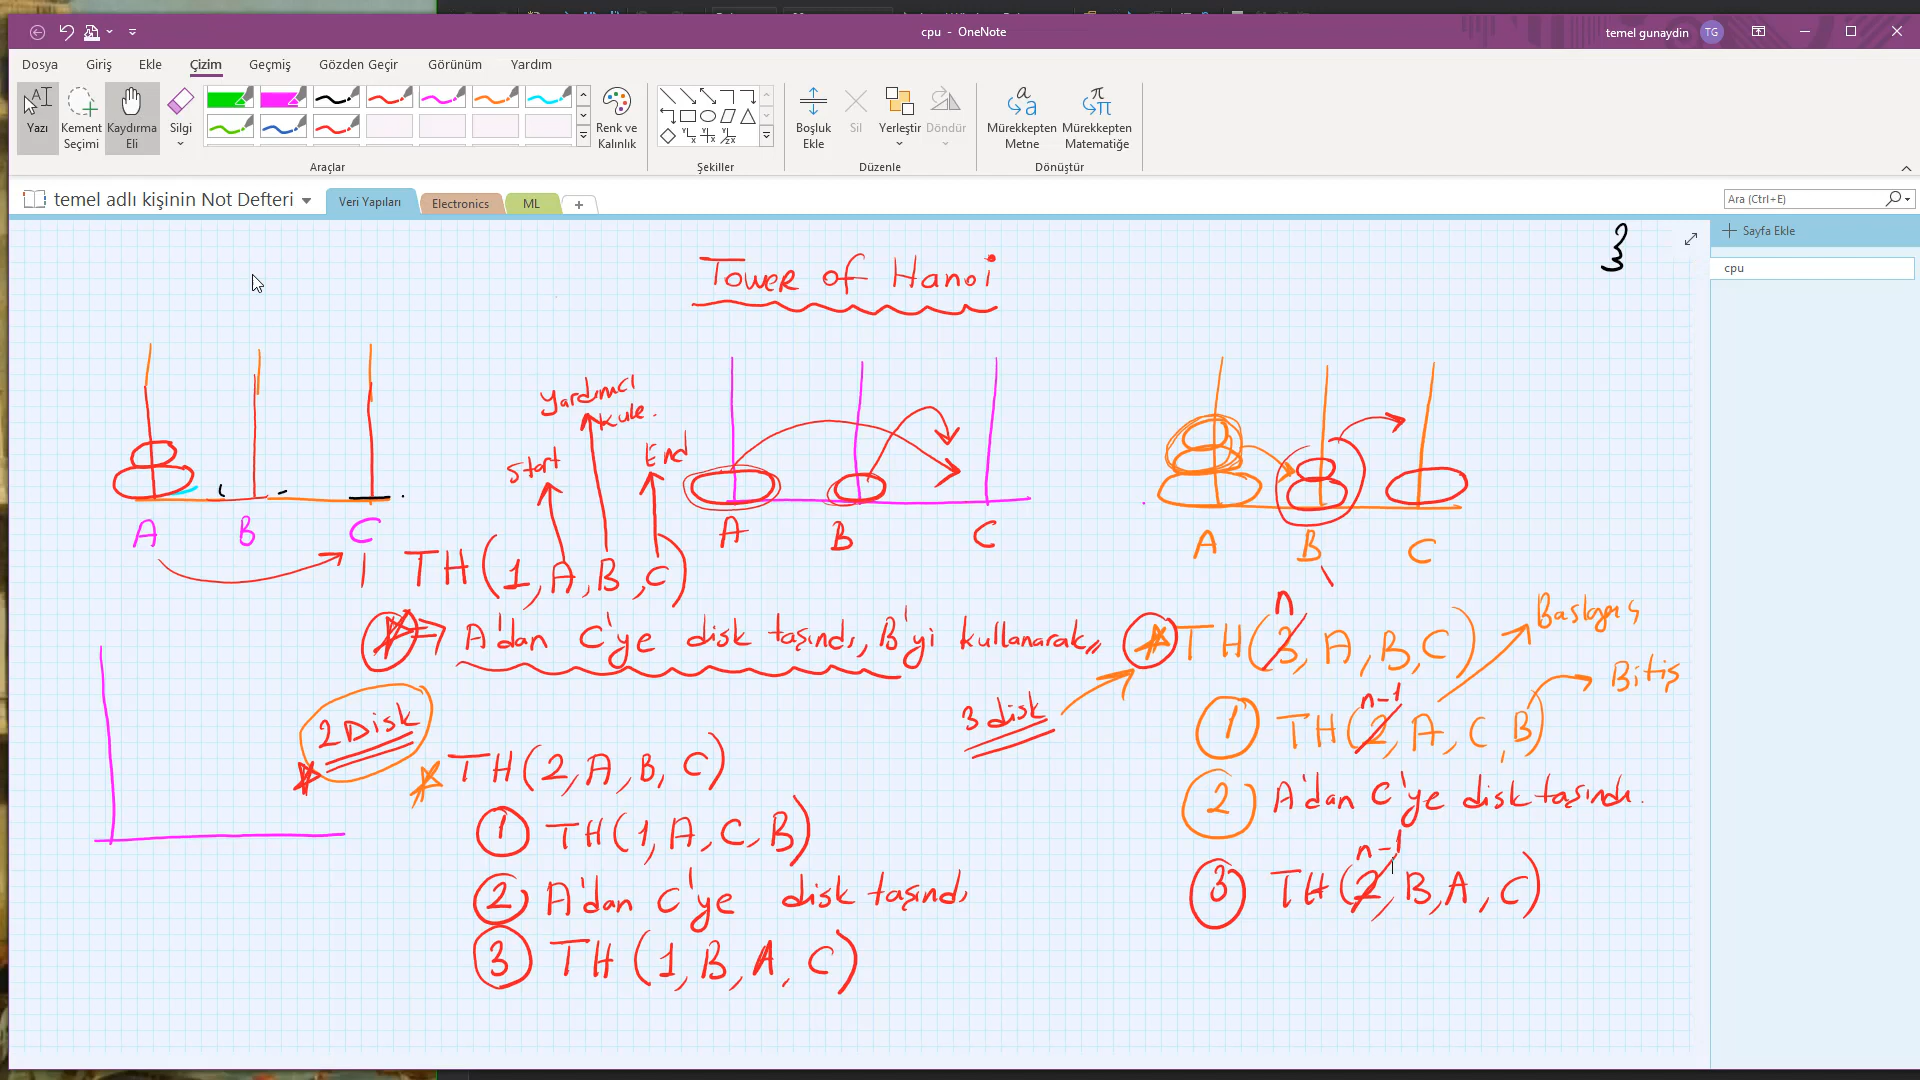 cpu - OneNote
temel gunaydin
TG
Dosya Giriş Ekle Çizim Geçmiş Gözden Geçir Görünüm Yardım
Yazı
Kement Seçimi
Kaydırma Eli
Silgi
Renk ve Kalınlık
Boşluk Ekle
Sil
Yerleştir
Döndür
Mürekkepten Metne
Mürekkepten Matematiğe
Araçlar
Şekiller
Düzenle
Dönüştür
temel adlı kişinin Not Defteri
Veri Yapıları
Electronics
ML
Ara (Ctrl+E)
Sayfa Ekle
cpu
Tower of Hanoi
3
Yardımcı
kule.
Start
End
A B C
A B C
A B C
TH(1,A,B,C)
A'dan C'ye disk taşındı, B'yi kullanarak
2 Disk
TH(2,A,B,C)
1 TH(1,A,C,B)
2 A'dan C'ye disk taşındı
3 TH(1,B,A,C)
3 disk
n
TH(3,A,B,C)
Başlangıç
Bitiş
n-1
1 TH(2,A,C,B)
2 A'dan C'ye disk taşındı.
n-1
3 TH(2,B,A,C)